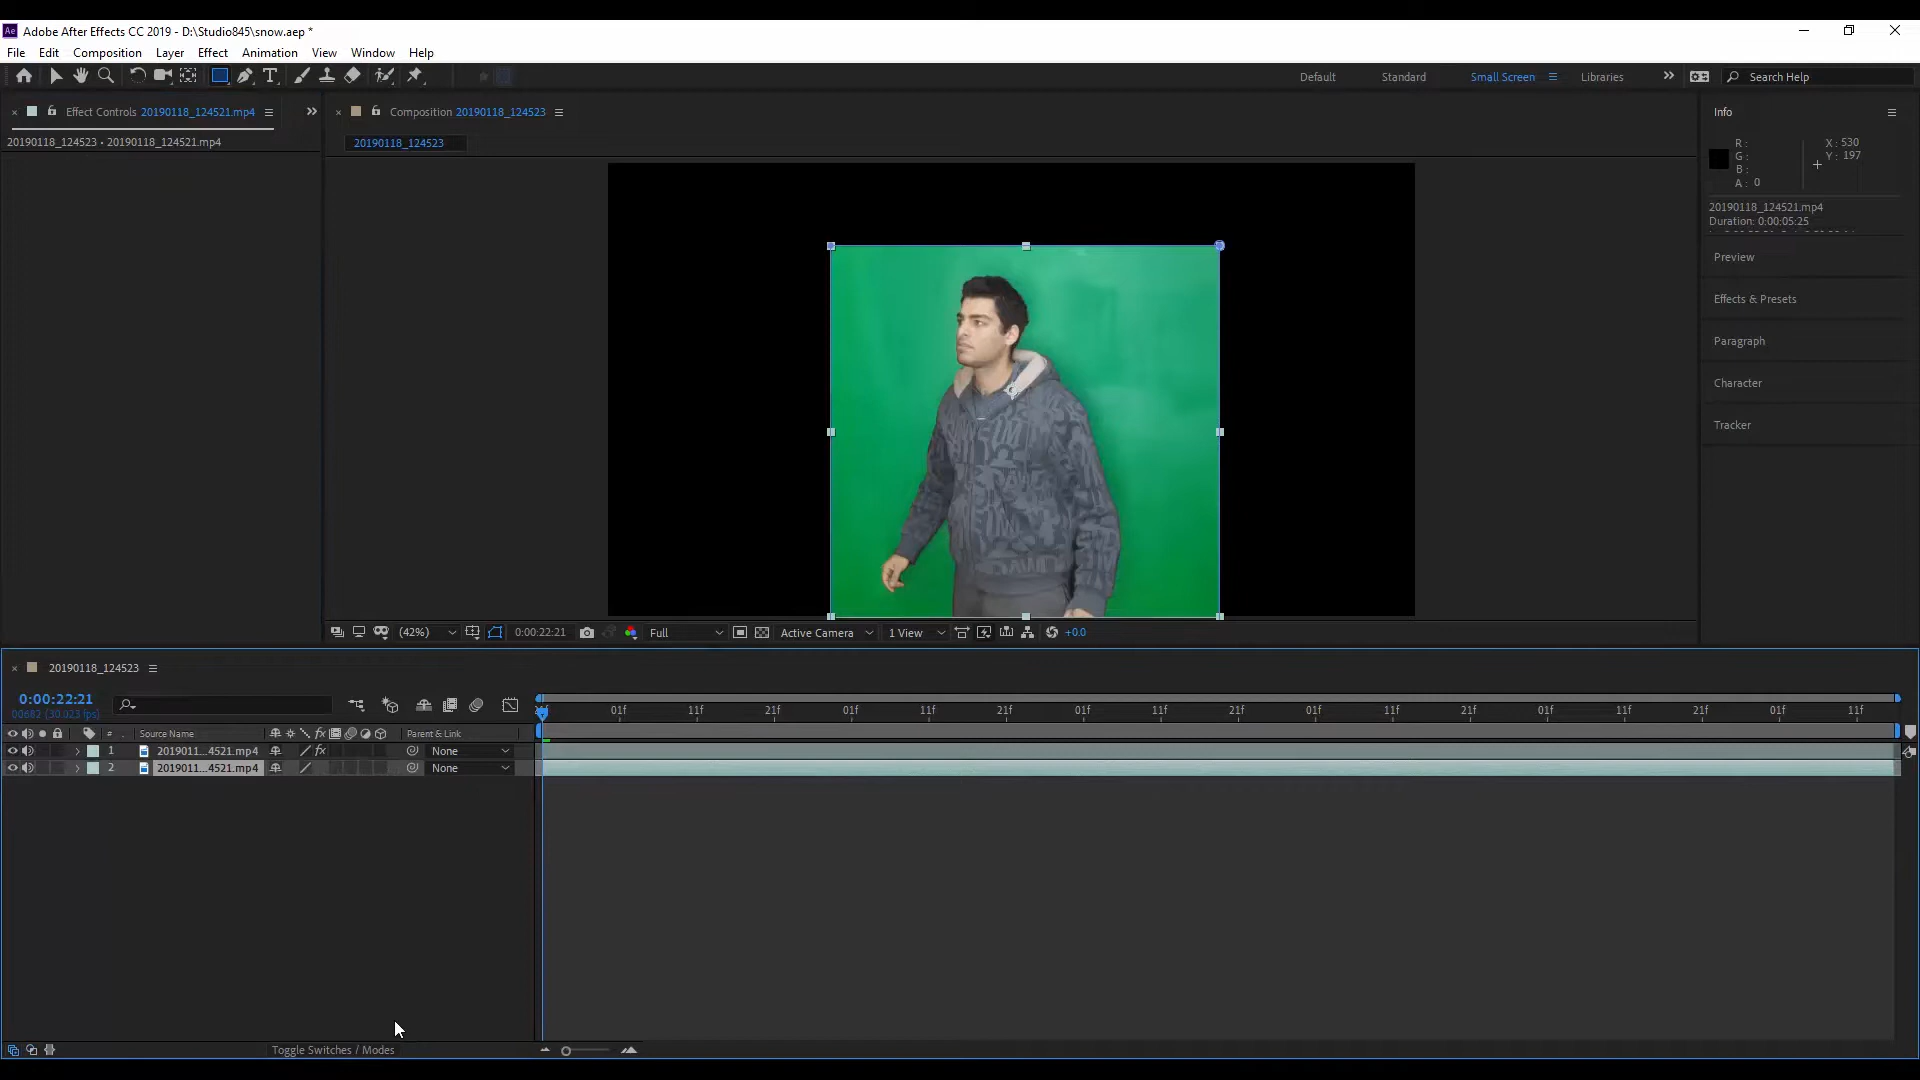 Adobe After Effects CC 2019 - D:\Studio845\snow.aep *
File Edit Composition Layer Effect Animation View Window Help
Default Standard Small Screen Libraries Search Help
Effect Controls 20190118_124521.mp4
Composition 20190118_124523
Info
20190118_124523 • 20190118_124521.mp4
20190118_124523
R :
G :
B :
A : 0
X : 530
Y : 197
20190118_124521.mp4
Duration: 0:00:05:25
Preview
Effects & Presets
Paragraph
Character
Tracker
(42%) 0:00:22:21 Full Active Camera 1 View +0.0
20190118_124523
0:00:22:21
00682 (30.023 fps)
01f 11f 21f 01f 11f 21f 01f 11f 21f 01f 11f 21f 01f 11f 21f 01f 11f
# Source Name Parent & Link
1 2019011...4521.mp4 fx None
2 2019011...4521.mp4 None
Toggle Switches / Modes